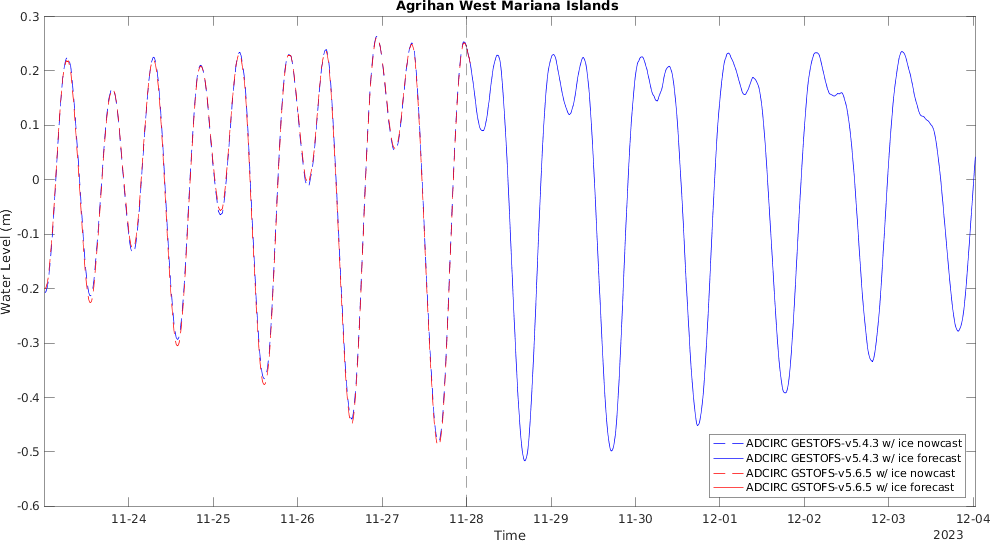 Agrihan West Mariana Islands
0.3
0.2
0.1
0
-0.1
-0.2
-0.3
-0.4
-0.5
-0.6
Water Level (m)
ADCIRC GESTOFS-v5.4.3 w/ ice nowcast
ADCIRC GESTOFS-v5.4.3 w/ ice forecast
ADCIRC GSTOFS-v5.6.5 w/ ice nowcast
ADCIRC GSTOFS-v5.6.5 w/ ice forecast
11-24 11-25 11-26 11-27 11-28 11-29 11-30 12-01 12-02 12-03 12-04
Time
2023